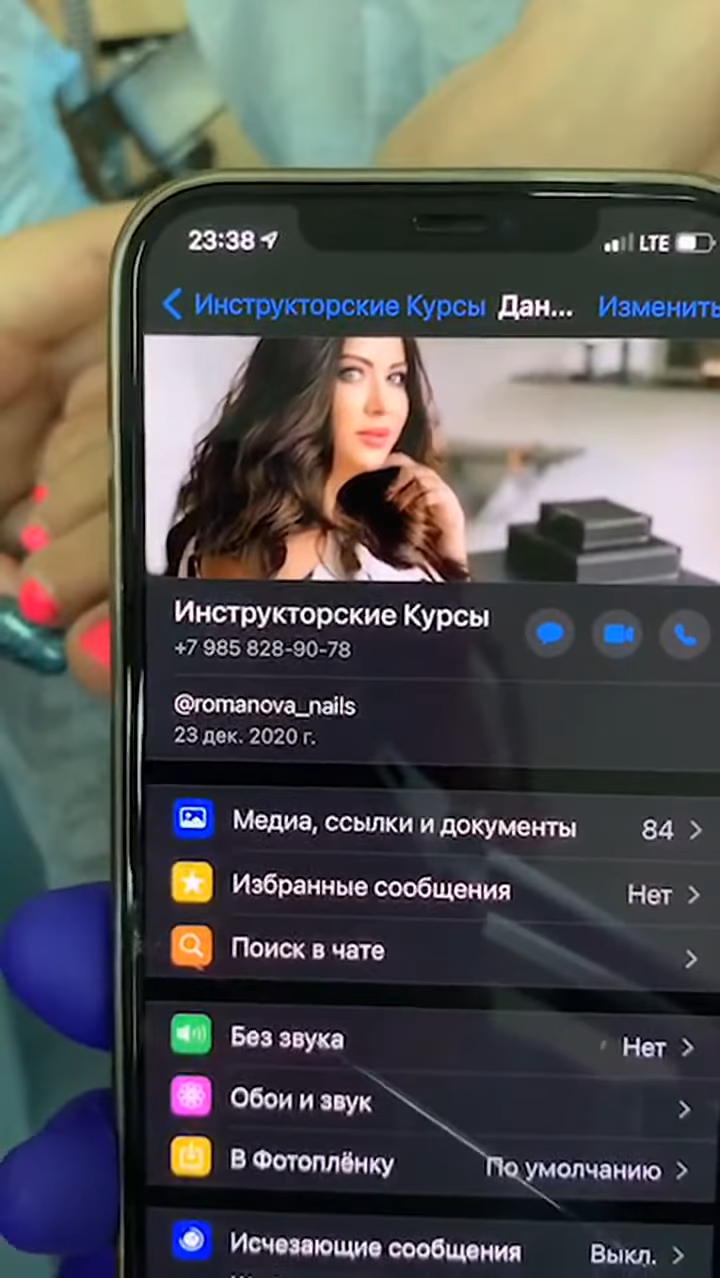 23:38 LTE
Инструкторские Курсы Дан... Изменить
Инструкторские Курсы
+7 985 828-90-78
@romanova_nails
23 дек. 2020 г.
Медиа, ссылки и документы 84
Избранные сообщения Нет
Поиск в чате
Без звука Нет
Обои и звук
В Фотоплёнку По умолчанию
Исчезающие сообщения Выкл.